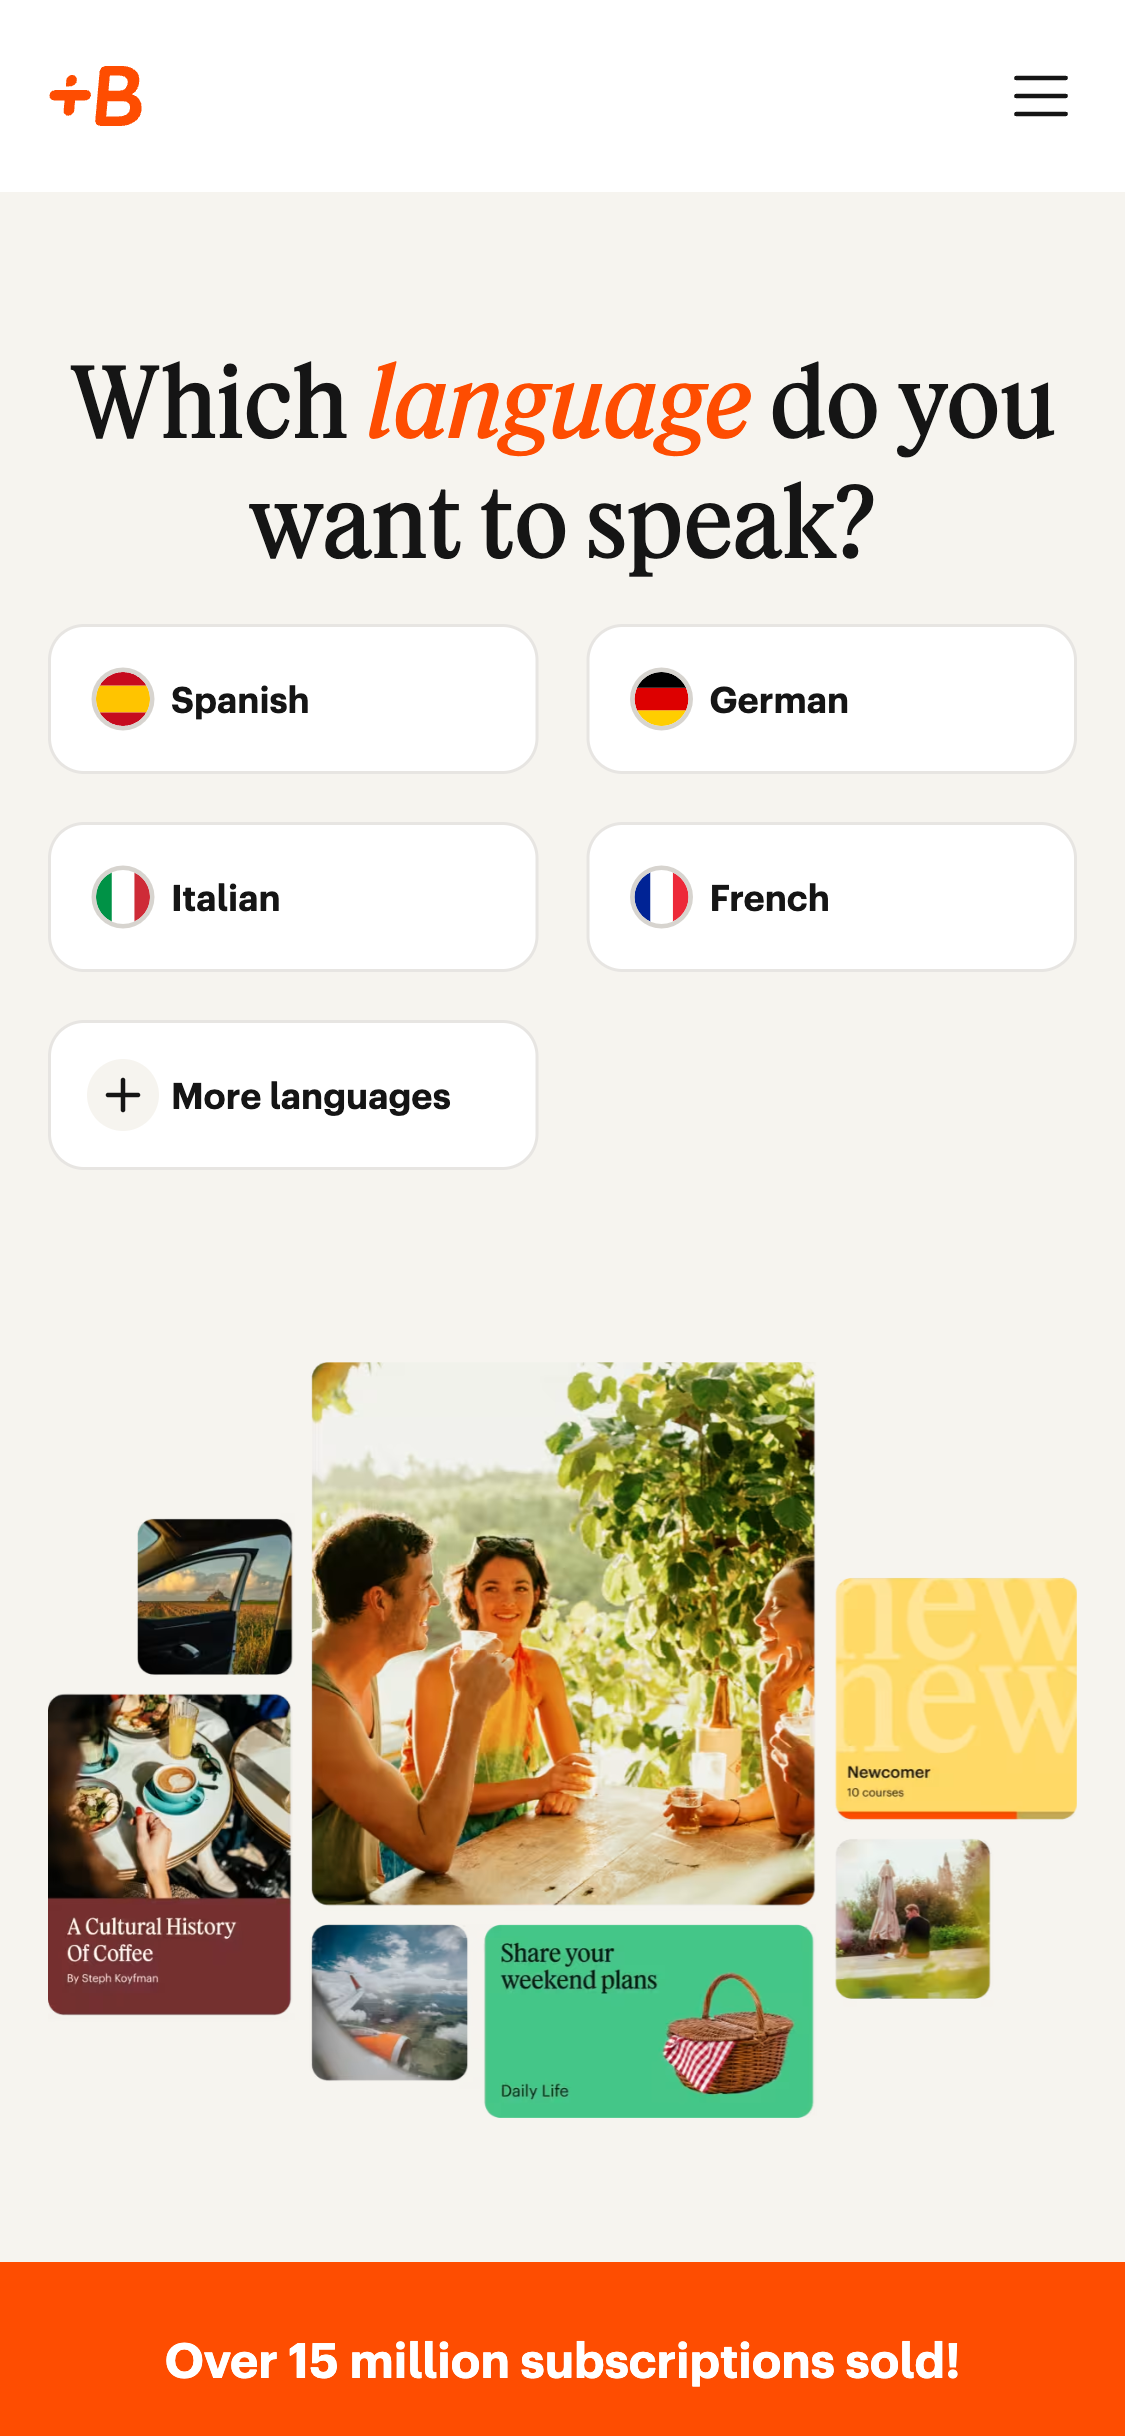 +B
Which language do you
want to speak?
Spanish
German
Italian
French
More languages
new
new
Newcomer
10 courses
A Cultural History
Of Coffee
By Steph Koyfman
Share your
weekend plans
Daily Life
Over 15 million subscriptions sold!